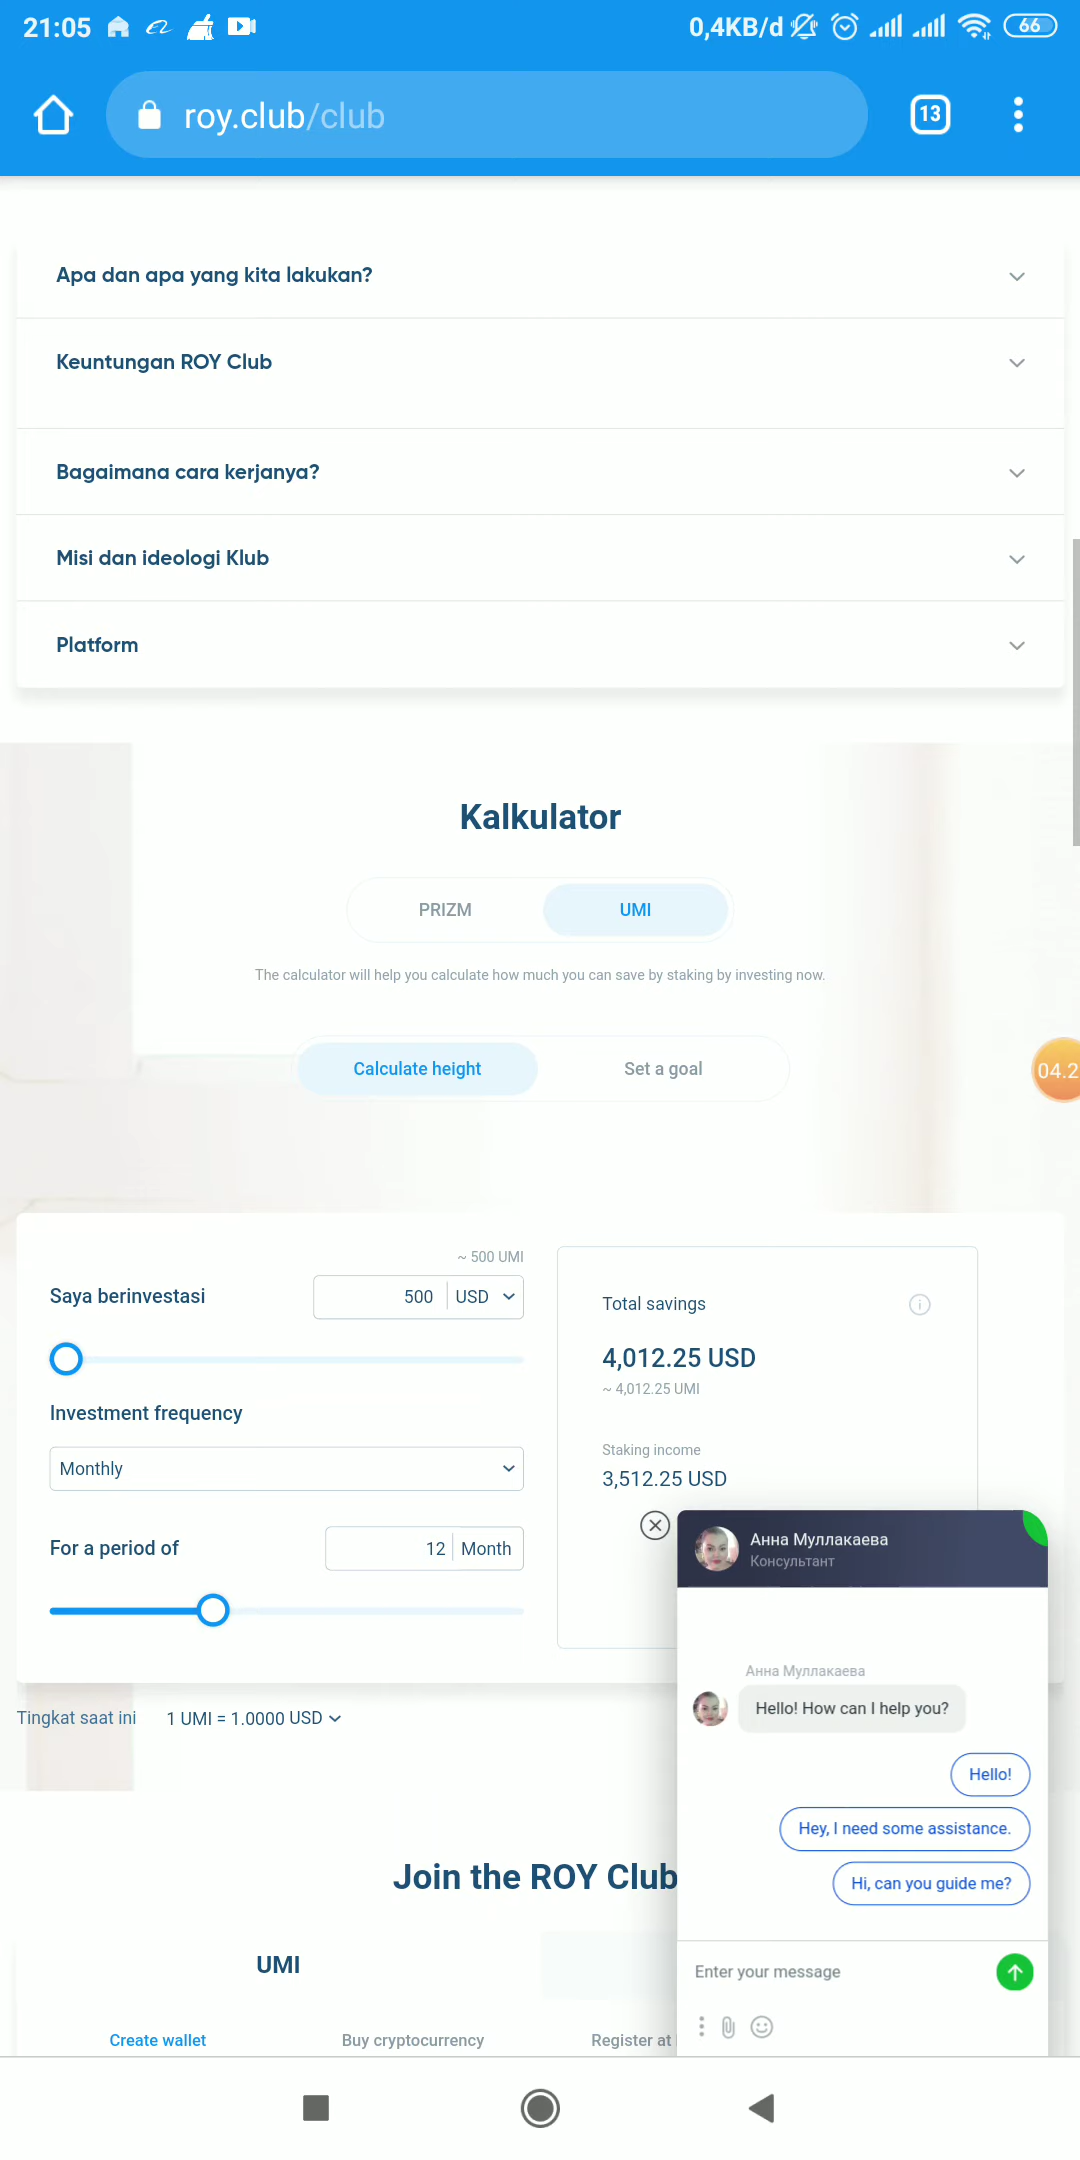 21:05
0,4KB/d
66
roy.club/club
13
Apa dan apa yang kita lakukan?
Keuntungan ROY Club
Bagaimana cara kerjanya?
Misi dan ideologi Klub
Platform
Kalkulator
PRIZM
UMI
The calculator will help you calculate how much you can save by staking by investing now.
Calculate height
Set a goal
04.2
~ 500 UMI
Saya berinvestasi
500
USD
Investment frequency
Monthly
For a period of
12
Month
Total savings
4,012.25 USD
~ 4,012.25 UMI
Staking income
3,512.25 USD
Tingkat saat ini
1 UMI = 1.0000 USD
Анна Муллакаева
Консультант
Анна Муллакаева
Hello! How can I help you?
Hello!
Hey, I need some assistance.
Hi, can you guide me?
Enter your message
Join the ROY Club
UMI
Create wallet
Buy cryptocurrency
Register at